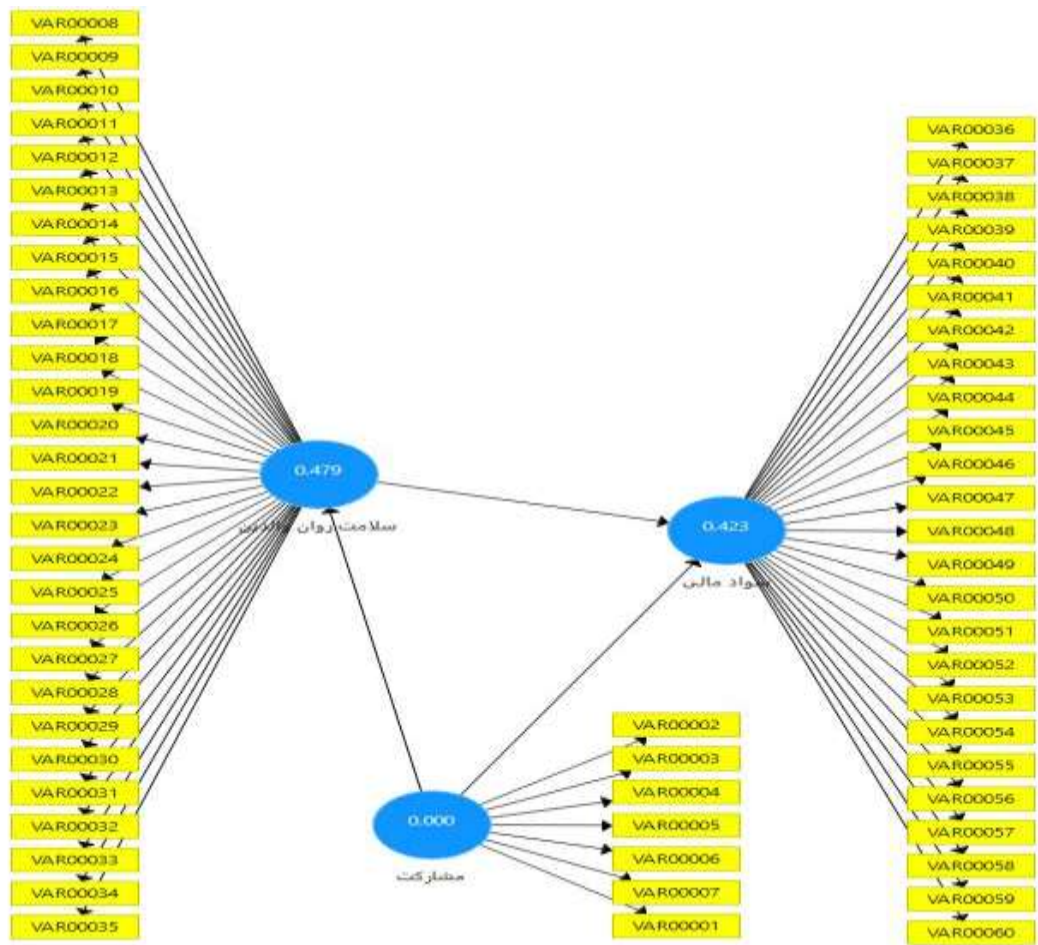 VAR00008
VAR00009
VAR00010
VAR00011
VAR00012
VAR00013
VAR00014
VAR00015
VAR00016
VAR00017
VAR00018
VAR00019
VAR00020
VAR00021
VAR00022
VAR00023
VAR00024
VAR00025
VAR00026
VAR00027
VAR00028
VAR00029
VAR00030
VAR00031
VAR00032
VAR00033
VAR00034
VAR00035
0.479
سلامت روان والدین
0.000
مشارکت
VAR00002
VAR00003
VAR00004
VAR00005
VAR00006
VAR00007
VAR00001
0.423
سواد مالی
VAR00036
VAR00037
VAR00038
VAR00039
VAR00040
VAR00041
VAR00042
VAR00043
VAR00044
VAR00045
VAR00046
VAR00047
VAR00048
VAR00049
VAR00050
VAR00051
VAR00052
VAR00053
VAR00054
VAR00055
VAR00056
VAR00057
VAR00058
VAR00059
VAR00060